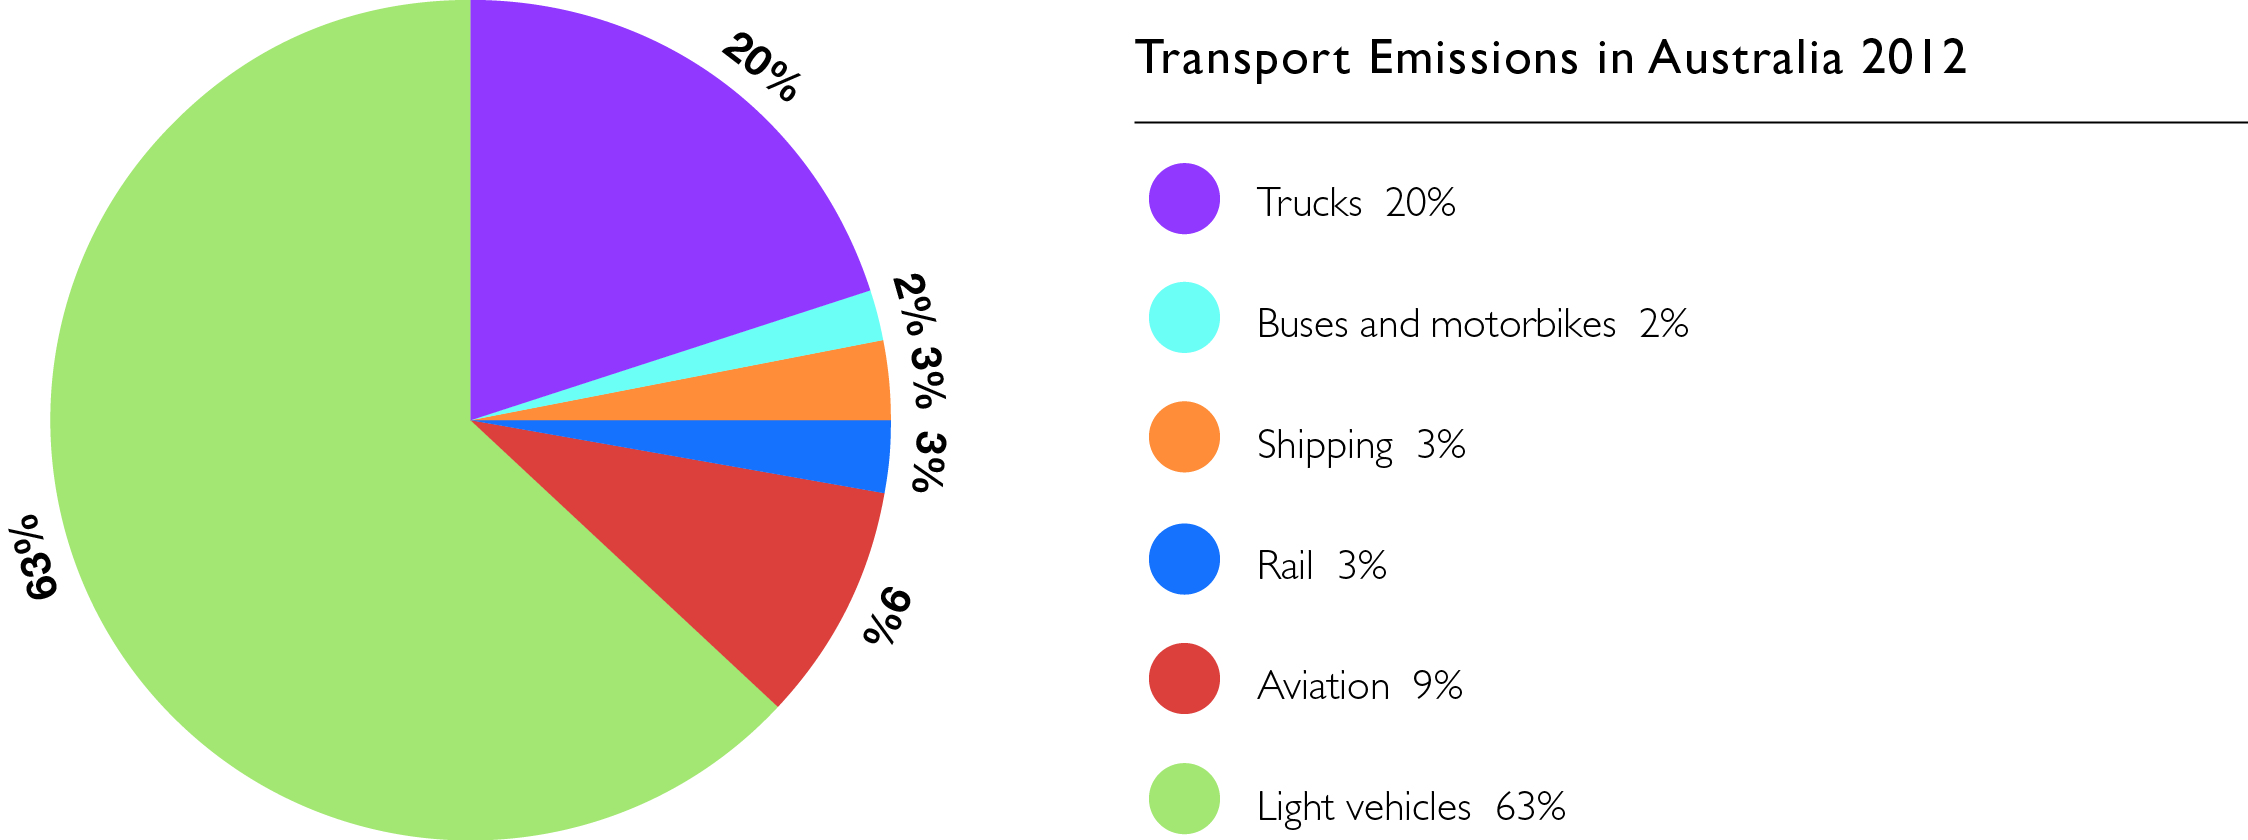 20%
2%
3%
3%
9%
63%
Transport Emissions in Australia 2012
Trucks 20%
Buses and motorbikes 2%
Shipping 3%
Rail 3%
Aviation 9%
Light vehicles 63%